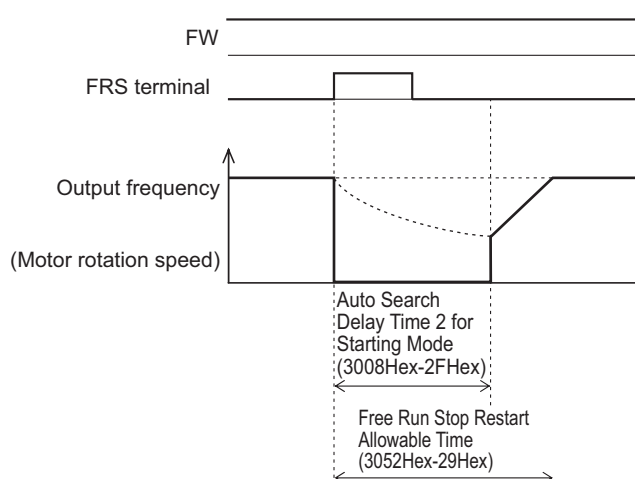 FW
FRS terminal
Output frequency
(Motor rotation speed)
Auto Search
Delay Time 2 for
Starting Mode
(3008Hex-2FHex)
Free Run Stop Restart
Allowable Time
(3052Hex-29Hex)